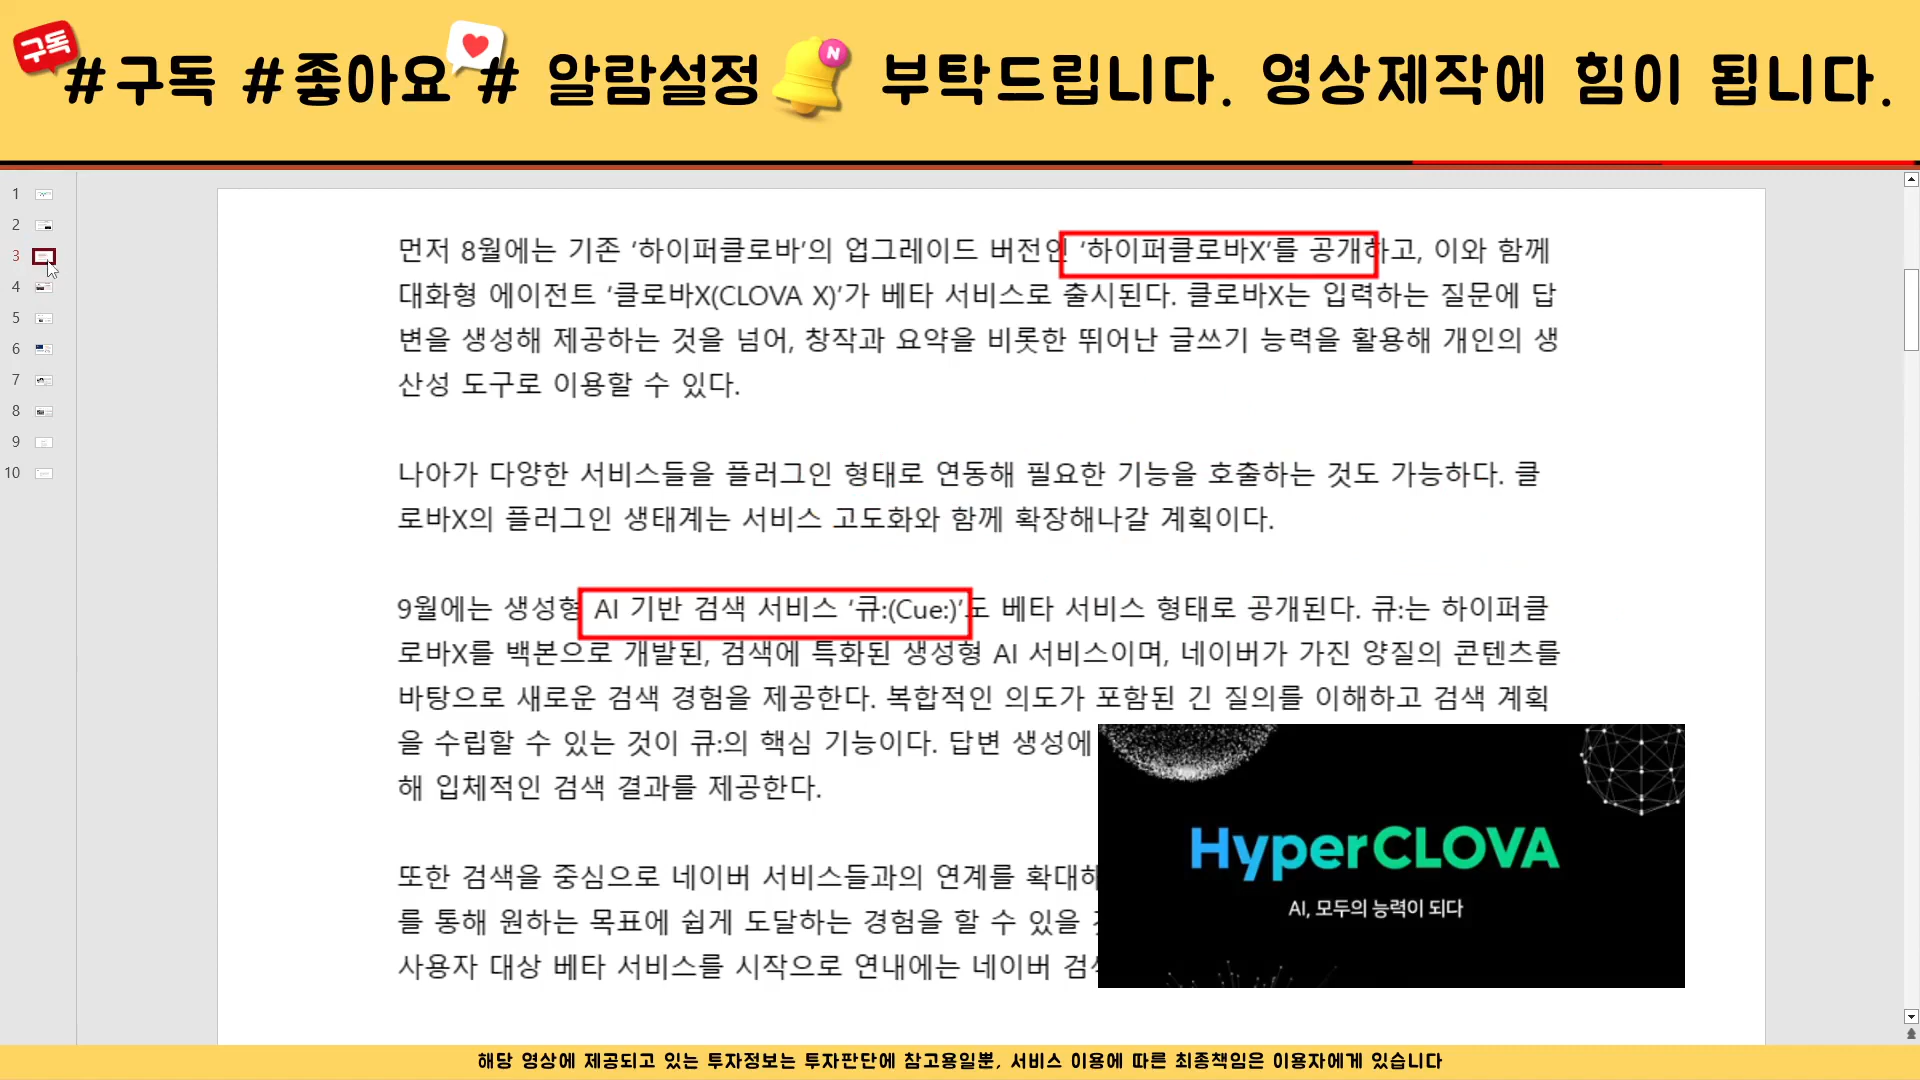 구독
N
#구독 #좋아요 # 알람설정 부탁드립니다. 영상제작에 힘이 됩니다.
1
2
3
4
5
6
7
8
9
10
먼저 8월에는 기존 ‘하이퍼클로바’의 업그레이드 버전인 ‘하이퍼클로바X’를 공개하고, 이와 함께
대화형 에이전트 ‘클로바X(CLOVA X)’가 베타 서비스로 출시된다. 클로바X는 입력하는 질문에 답
변을 생성해 제공하는 것을 넘어, 창작과 요약을 비롯한 뛰어난 글쓰기 능력을 활용해 개인의 생
산성 도구로 이용할 수 있다.
나아가 다양한 서비스들을 플러그인 형태로 연동해 필요한 기능을 호출하는 것도 가능하다. 클
로바X의 플러그인 생태계는 서비스 고도화와 함께 확장해나갈 계획이다.
9월에는 생성형 AI 기반 검색 서비스 ‘큐:(Cue:)’도 베타 서비스 형태로 공개된다. 큐:는 하이퍼클
로바X를 백본으로 개발된, 검색에 특화된 생성형 AI 서비스이며, 네이버가 가진 양질의 콘텐츠를
바탕으로 새로운 검색 경험을 제공한다. 복합적인 의도가 포함된 긴 질의를 이해하고 검색 계획
을 수립할 수 있는 것이 큐:의 핵심 기능이다. 답변 생성에
해 입체적인 검색 결과를 제공한다.
또한 검색을 중심으로 네이버 서비스들과의 연계를 확대해
를 통해 원하는 목표에 쉽게 도달하는 경험을 할 수 있을
사용자 대상 베타 서비스를 시작으로 연내에는 네이버
HyperCLOVA
AI, 모두의 능력이 되다
해당 영상에 제공되고 있는 투자정보는 투자판단에 참고용일뿐, 서비스 이용에 따른 최종책임은 이용자에게 있습니다